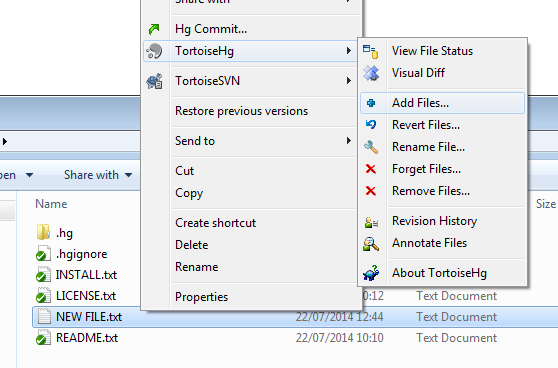 Share with
Hg Commit...
TortoiseHg
TortoiseSVN
Restore previous versions
Send to
Cut
Copy
Create shortcut
Delete
Rename
Properties
View File Status
Visual Diff
Add Files...
Revert Files...
Rename File...
Forget Files...
Remove Files...
Revision History
Annotate Files
About TortoiseHg
Share with
Name
Size
.hg
.hgignore
INSTALL.txt
LICENSE.txt
0:12 Text Document
NEW FILE.txt 22/07/2014 12:44 Text Document
README.txt 22/07/2014 10:10 Text Document